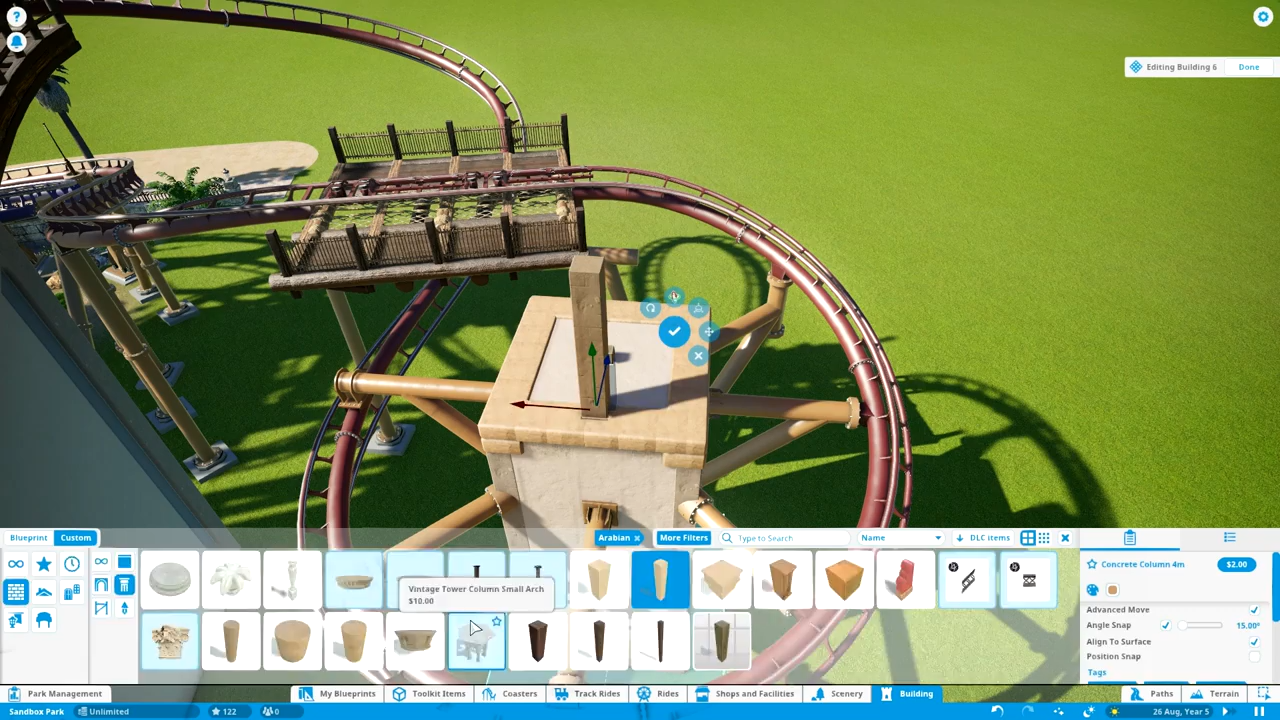 ?
Editing Building 6 Done
Blueprint Custom
Arabian x More Filters Type to Search Name DLC items
Vintage Tower Column Small Arch
$10.00
Concrete Column 4m $2.00
Advanced Move
Angle Snap 15.00°
Align To Surface
Position Snap
Tags
Park Management My Blueprints Toolkit Items Coasters Track Rides Rides Shops and Facilities Scenery Building Paths Terrain
Sandbox Park Unlimited 122 0 26 Aug, Year 5